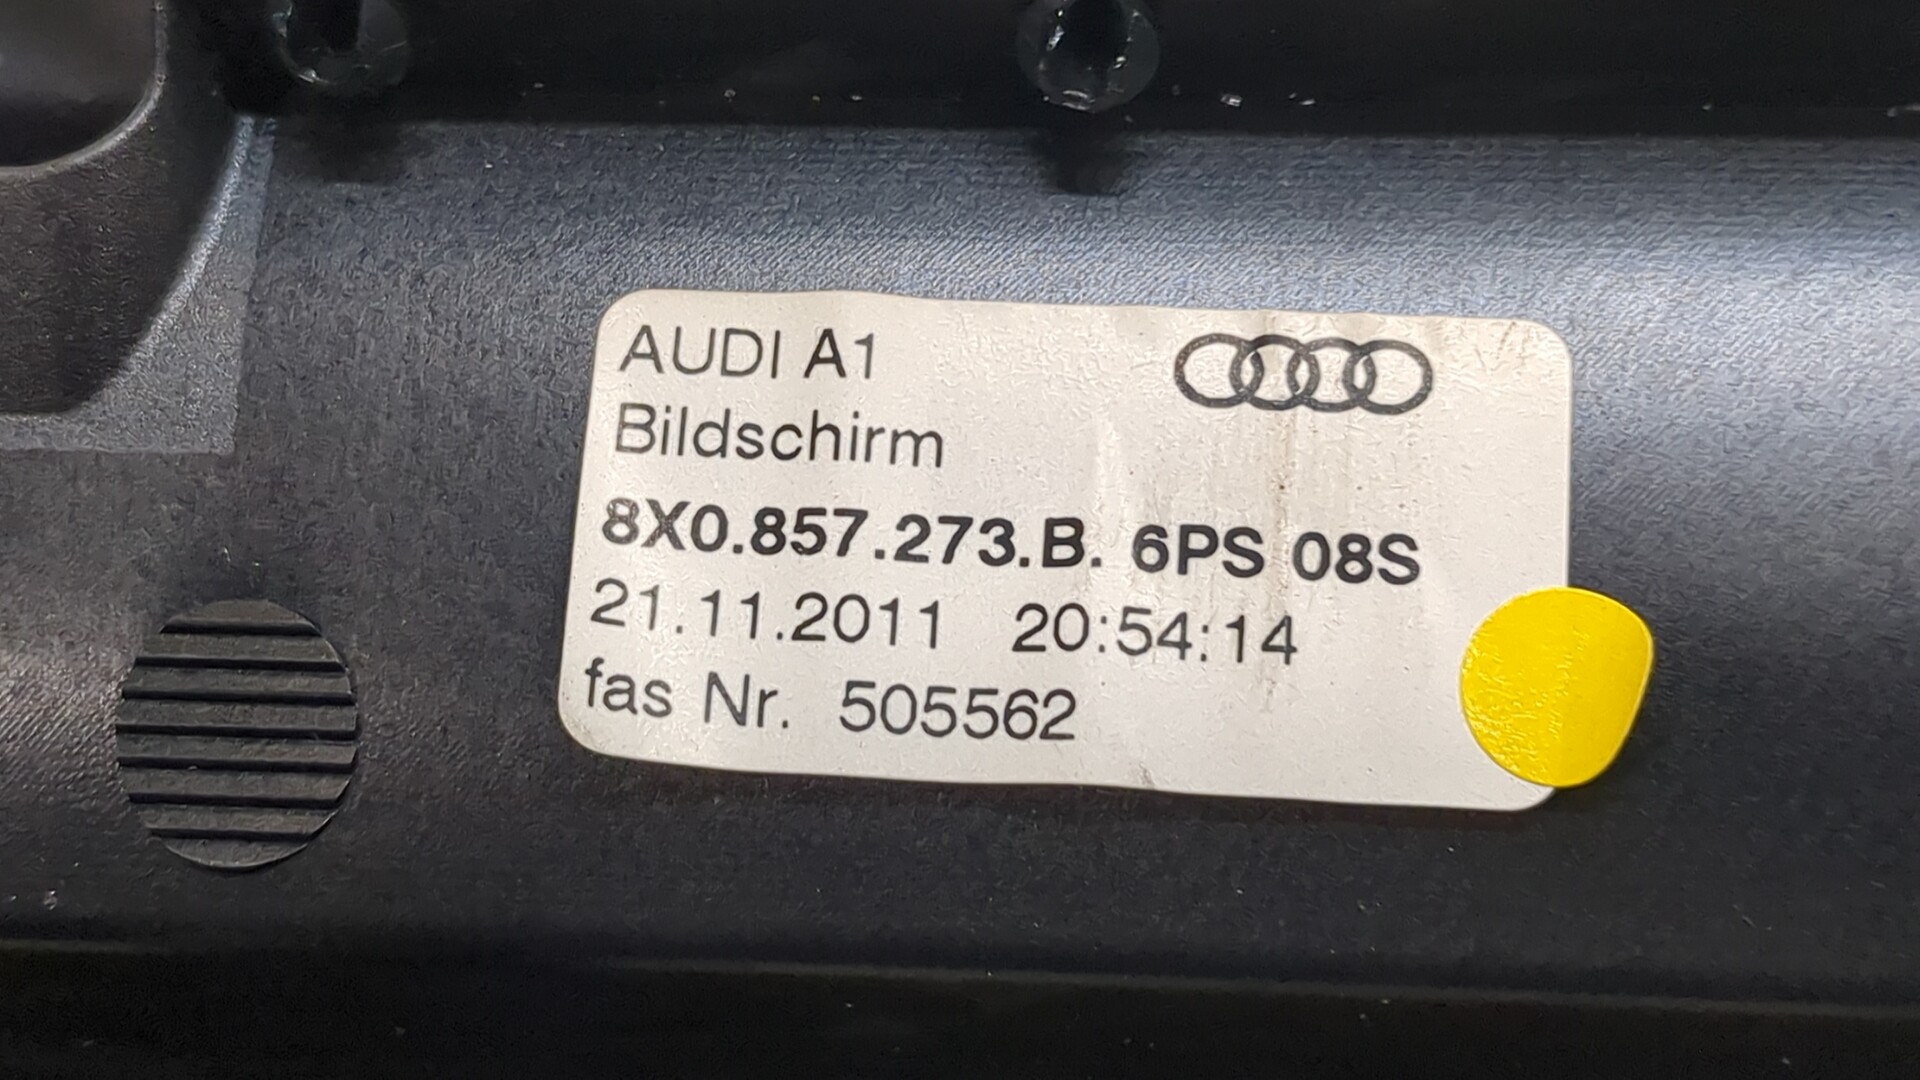 AUDI A1
Bildschirm
8X0.857.273.B. 6PS 08S
21.11.2011 20:54:14
fas Nr. 505562